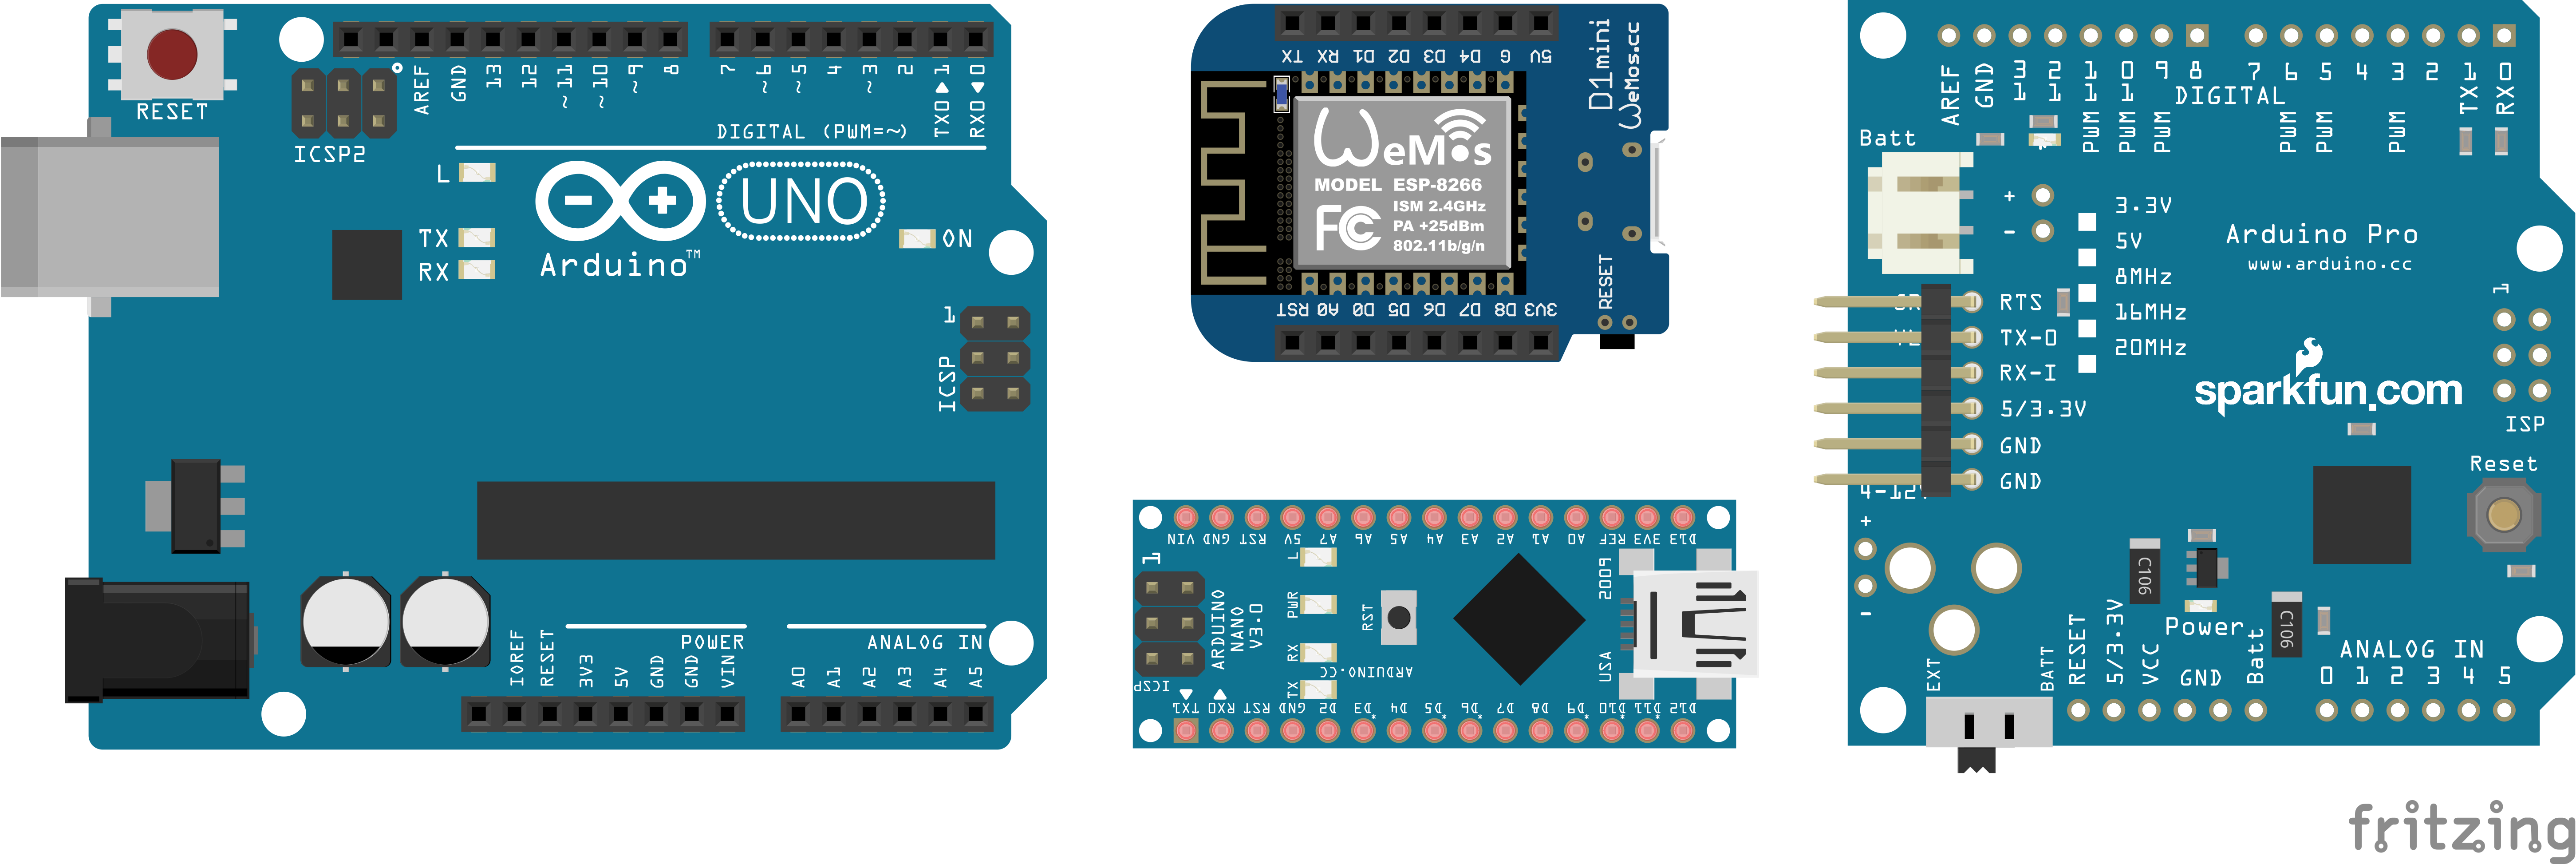 RESET
ICSP2
AREF
GND
13
12
~11
~10
~9
8
7
~6
~5
4
~3
2
TX0▶1
RX0◀0
DIGITAL (PWM=~)
L
TX
RX
ON
UNO
Arduino™
1
ICSP
IOREF
RESET
3V3
5V
GND
GND
VIN
POWER
A0
A1
A2
A3
A4
A5
ANALOG IN
TX RX D1 D2 D3 D4 G 5V
D1 mini
WeMos.cc
WeMos
MODEL ESP-8266
ISM 2.4GHz
PA +25dBm
802.11b/g/n
FCC
RST A0 D0 D5 D6 D7 D8 3V3
RESET
VIN GND RST 5V A7 A6 A5 A4 A3 A2 A1 A0 REF 3V3 D13
1
L
PWR
RX
TX
ARDUINO
NANO
V3.0
RST
ARDUINO.CC
2009
USA
ICSP
TX1 RX0 RST GND D2 D3* D4 D5* D6* D7 D8 D9* D10* D11* D12
AREF
GND
13
12
PWM 11
PWM 10
PWM 9
8
7
PWM 6
PWM 5
4
PWM 3
2
TX1
RX0
DIGITAL
Batt
+
-
3.3V
5V
8MHz
16MHz
20MHz
Arduino Pro
www.arduino.cc
RTS
TX-O
RX-I
5/3.3V
GND
GND
sparkfun.com
1
ISP
Reset
+
-
C106
C106
Power
EXT
BATT
RESET
5/3.3V
VCC
GND
Batt
ANALOG IN
0 1 2 3 4 5
fritzing